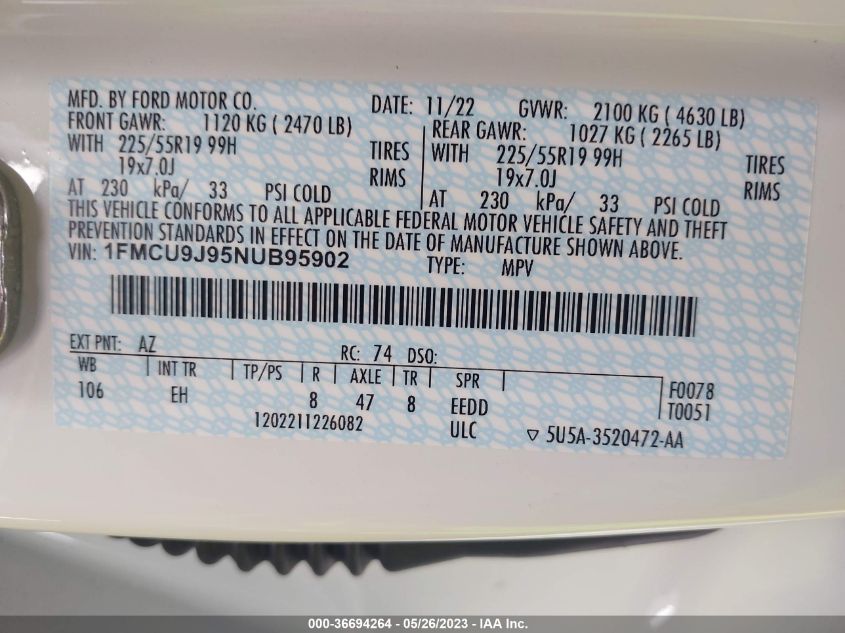 MFD. BY FORD MOTOR CO. DATE: 11/22 GVWR: 2100 KG ( 4630 LB)
FRONT GAWR: 1120 KG ( 2470 LB) REAR GAWR: 1027 KG ( 2265 LB)
WITH 225/55R19 99H TIRES WITH 225/55R19 99H TIRES
19x7.0J RIMS 19x7.0J RIMS
AT 230 kPa/ 33 PSI COLD AT 230 kPa/ 33 PSI COLD
THIS VEHICLE CONFORMS TO ALL APPLICABLE FEDERAL MOTOR VEHICLE SAFETY AND THEFT
PREVENTION STANDARDS IN EFFECT ON THE DATE OF MANUFACTURE SHOWN ABOVE.
VIN: 1FMCU9J95NUB95902 TYPE: MPV
EXT PNT: AZ RC: 74 DSO:
WB INT TR TP/PS R AXLE TR SPR F0078
106 EH 8 47 8 EEDD T0051
1202211226082 ULC ▽ 5U5A-3520472-AA
000-36694264 - 05/26/2023 - IAA Inc.